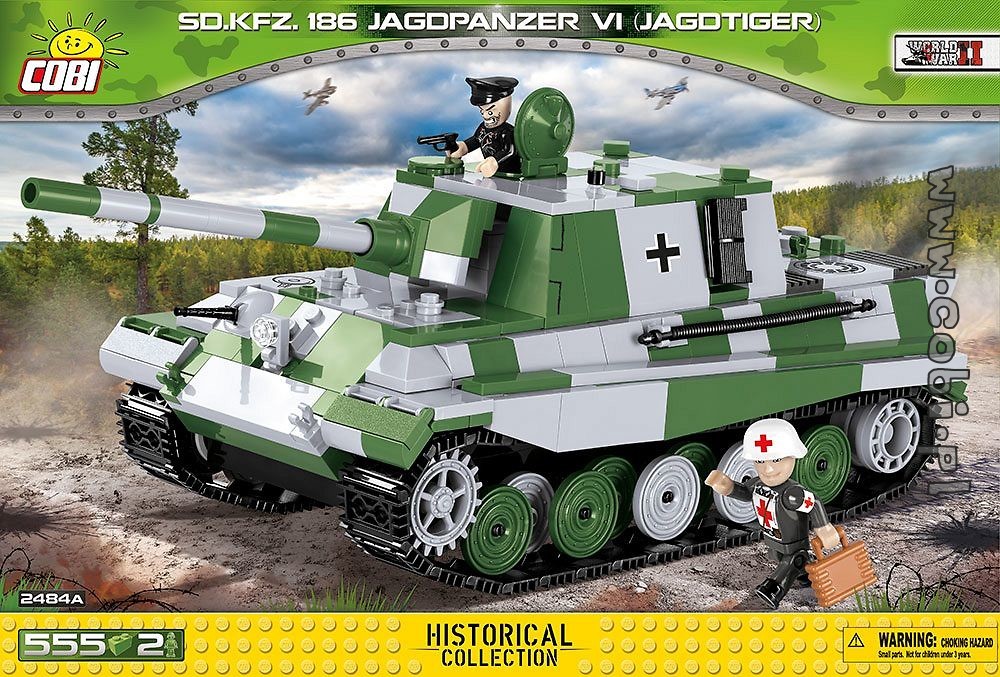 SD.KFZ. 186 JAGDPANZER VI (JAGDTIGER)
COBI
WORLD WAR II
www.cobi.pl
2484A
555 2
HISTORICAL
COLLECTION
WARNING: CHOKING HAZARD
Small parts. Not for children under 3 years.